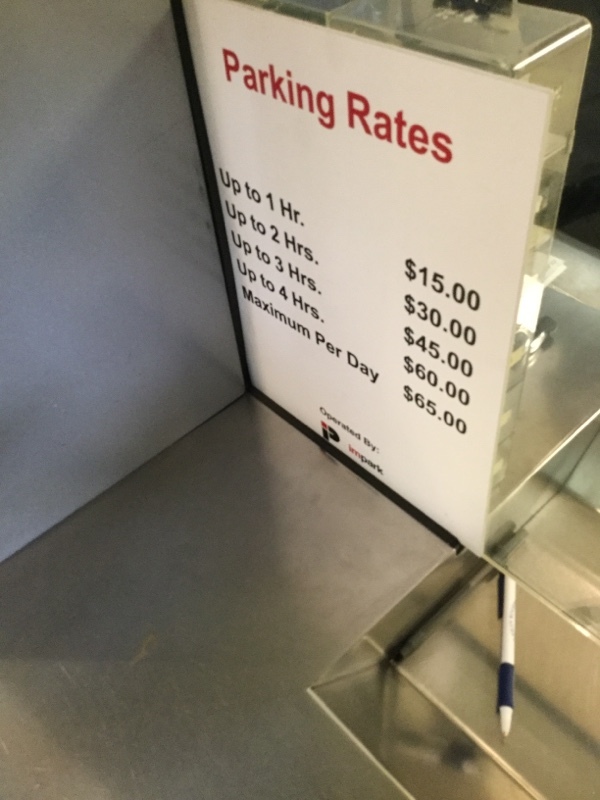 Parking Rates
Up to 1 Hr. $15.00
Up to 2 Hrs. $30.00
Up to 3 Hrs. $45.00
Up to 4 Hrs. $60.00
Maximum Per Day $65.00
Operated By:
impark